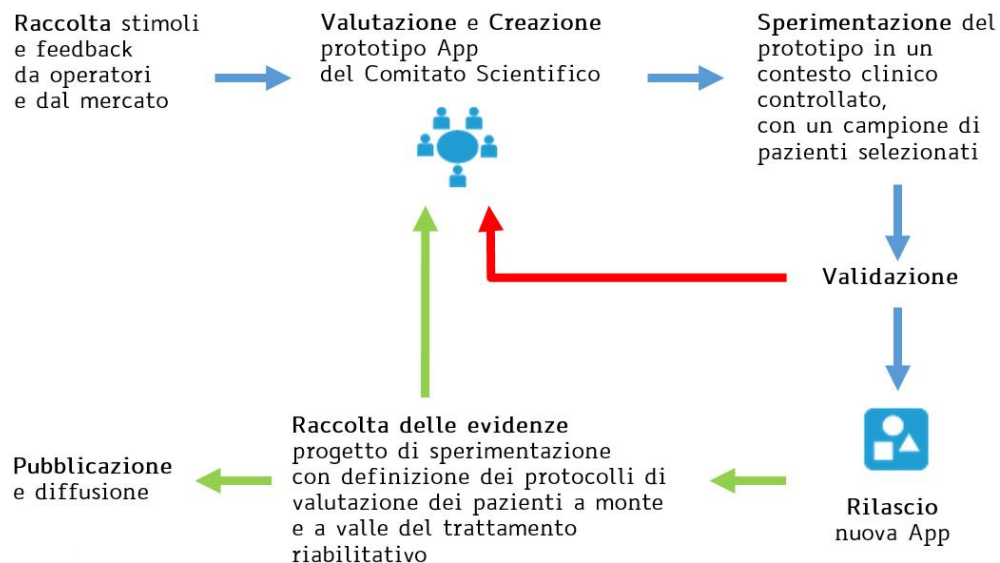 Raccolta stimoli
e feedback
da operatori
e dal mercato
Valutazione e Creazione
prototipo App
del Comitato Scientifico
Sperimentazione del
prototipo in un
contesto clinico
controllato,
con un campione di
pazienti selezionati
Validazione
Rilascio
nuova App
Raccolta delle evidenze
progetto di sperimentazione
con definizione dei protocolli di
valutazione dei pazienti a monte
e a valle del trattamento
riabilitativo
Pubblicazione
e diffusione